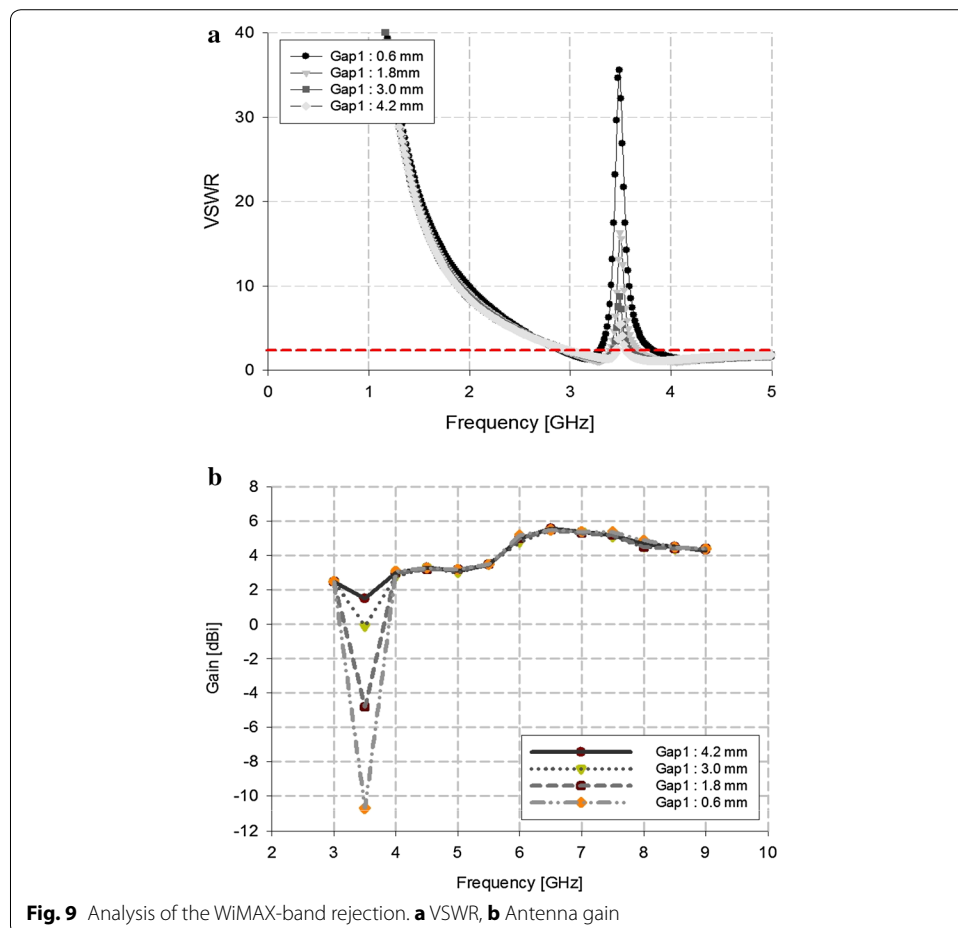 a
40
30
20
10
0
VSWR
Gap1 : 0.6 mm
Gap1 : 1.8mm
Gap1 : 3.0 mm
Gap1 : 4.2 mm
0 1 2 3 4 5
Frequency [GHz]
b
8
6
4
2
0
-2
-4
-6
-8
-10
-12
Gain [dBi]
Gap1 : 4.2 mm
Gap1 : 3.0 mm
Gap1 : 1.8 mm
Gap1 : 0.6 mm
2 3 4 5 6 7 8 9 10
Frequency [GHz]
Fig. 9 Analysis of the WiMAX-band rejection. a VSWR, b Antenna gain